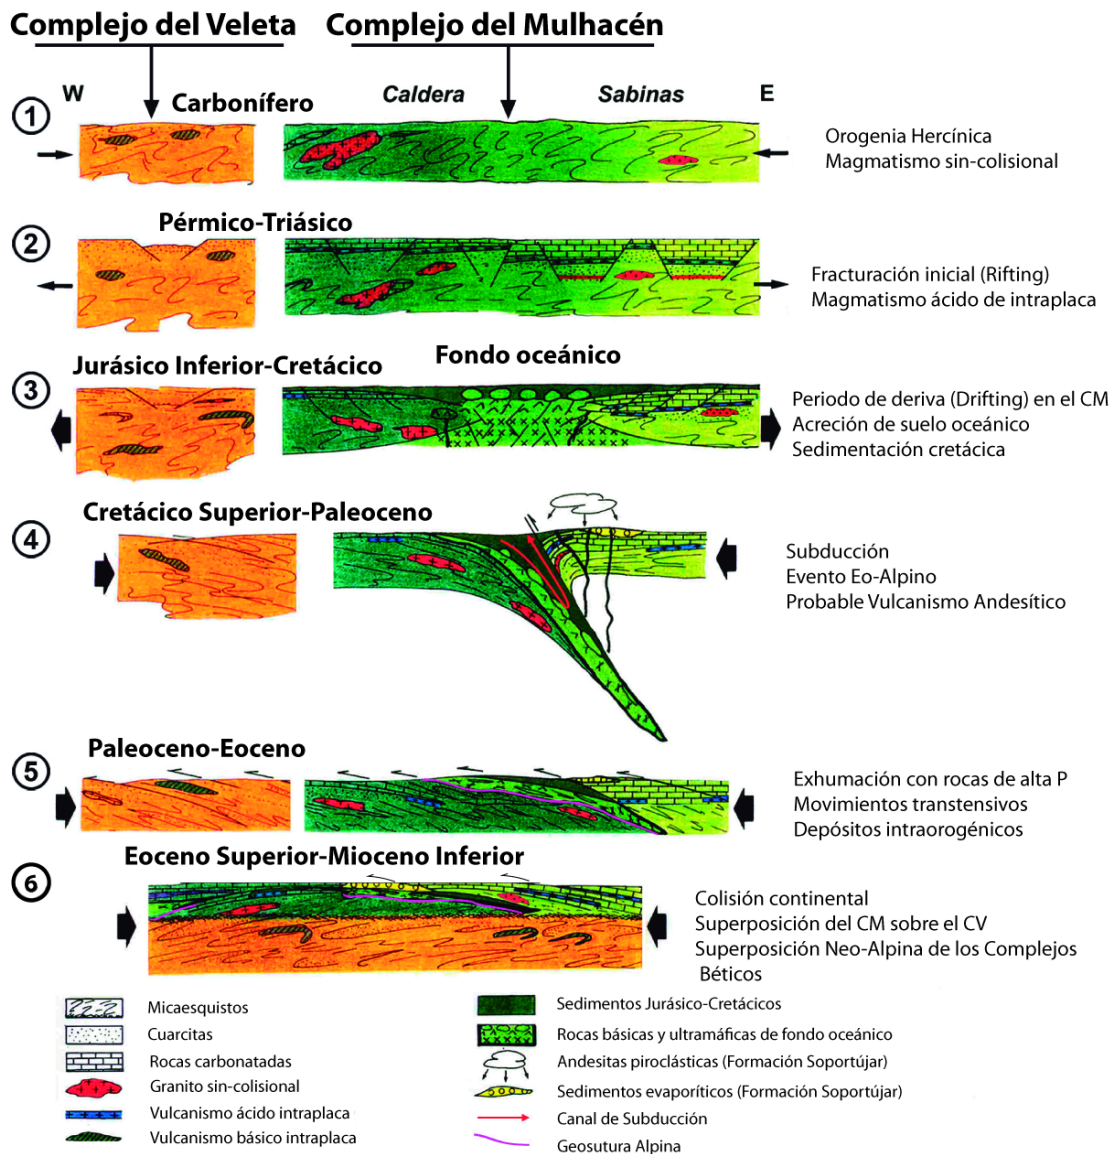 Complejo del Veleta
Complejo del Mulhacén
W
Carbonífero
Caldera
Sabinas
E
1
Orogenia Hercínica
Magmatismo sin-colisional
Pérmico-Triásico
2
Fracturación inicial (Rifting)
Magmatismo ácido de intraplaca
Jurásico Inferior-Cretácico
Fondo oceánico
3
Periodo de deriva (Drifting) en el CM
Acreción de suelo oceánico
Sedimentación cretácica
Cretácico Superior-Paleoceno
4
Subducción
Evento Eo-Alpino
Probable Vulcanismo Andesítico
Paleoceno-Eoceno
5
Exhumación con rocas de alta P
Movimientos transtensivos
Depósitos intraorogénicos
Eoceno Superior-Mioceno Inferior
6
Colisión continental
Superposición del CM sobre el CV
Superposición Neo-Alpina de los Complejos
Béticos
Micaesquistos
Cuarcitas
Rocas carbonatadas
Granito sin-colisional
Vulcanismo ácido intraplaca
Vulcanismo básico intraplaca
Sedimentos Jurásico-Cretácicos
Rocas básicas y ultramáficas de fondo oceánico
Andesitas piroclásticas (Formación Soportújar)
Sedimentos evaporíticos (Formación Soportújar)
Canal de Subducción
Geosutura Alpina